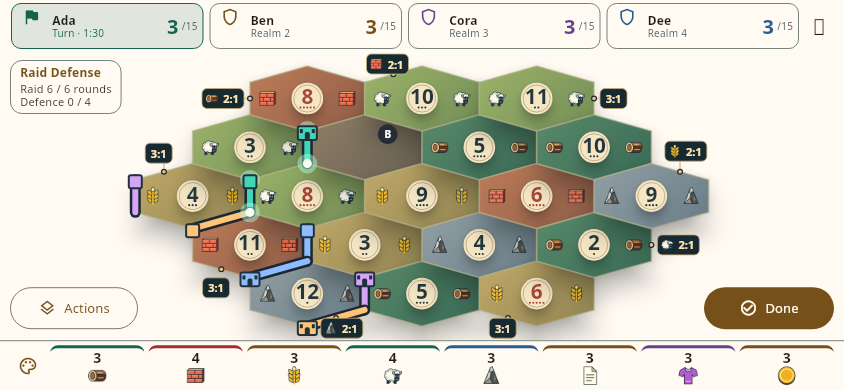 Ada
Turn · 1:30
3 /15
Ben
Realm 2
3 /15
Cora
Realm 3
3 /15
Dee
Realm 4
3 /15
Raid Defense
Raid 6 / 6 rounds
Defence 0 / 4
2:1
2:1
8
10
11
3:1
B
3
5
10
3:1
2:1
4
8
9
6
9
11
3
4
2
2:1
3:1
12
5
6
2:1
3:1
Actions
Done
3
4
3
4
3
3
3
3